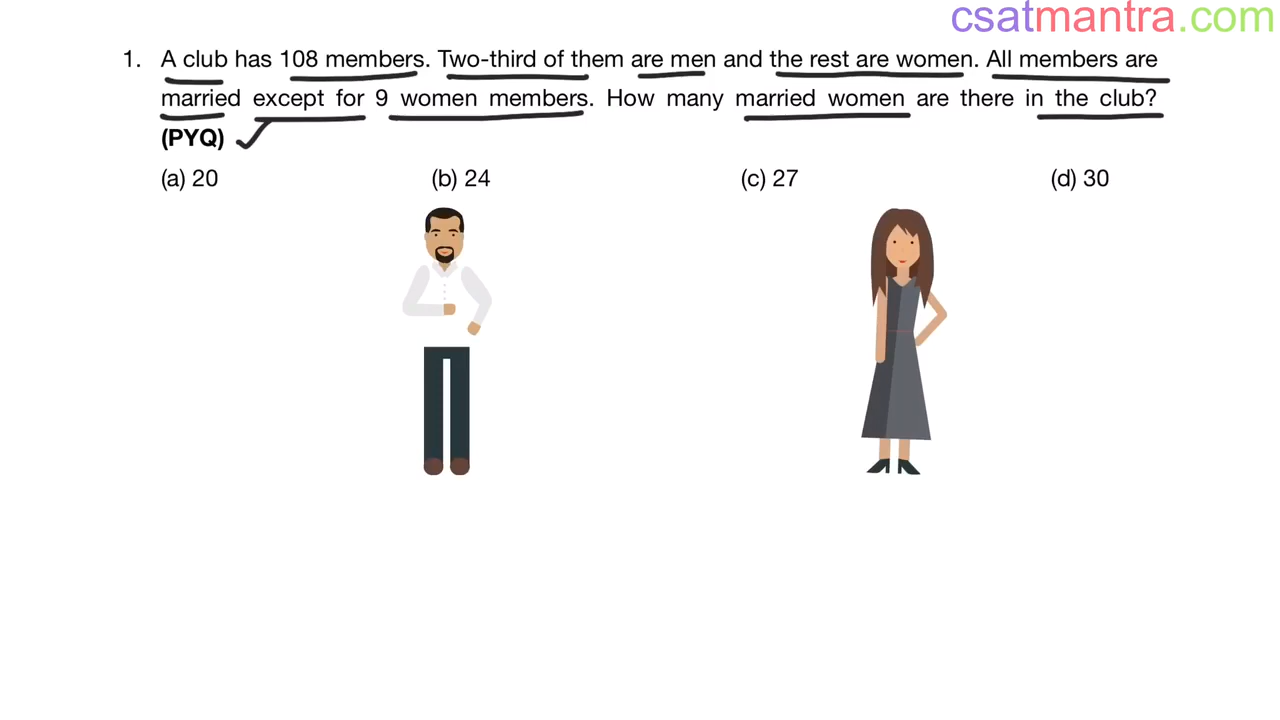 csatmantra.com
1. A club has 108 members. Two-third of them are men and the rest are women. All members are
married except for 9 women members. How many married women are there in the club?
(PYQ)
(a) 20 (b) 24 (c) 27 (d) 30